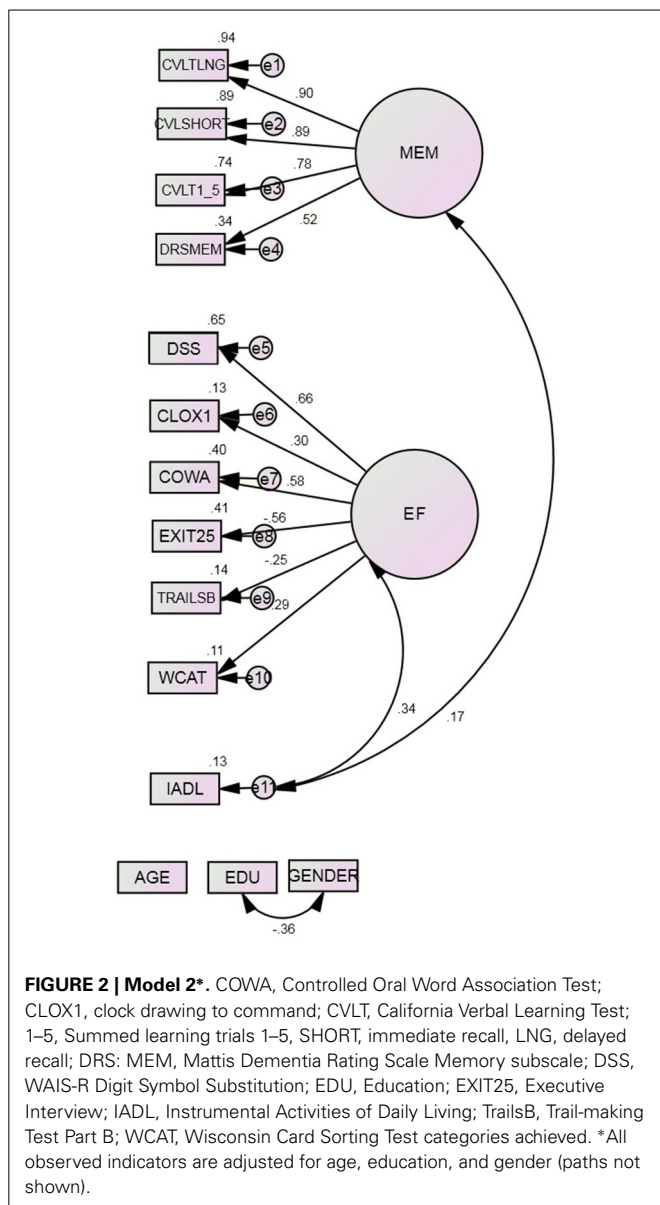 .94
CVLTLNG e1
.90
.89
CVLSHORT e2
.89
MEM
.74
.78
CVLT1_5 e3
.34
.52
DRSMEM e4
.65
DSS e5
.66
.13
CLOX1 e6
.30
.40
COWA e7 .58
EF
.41
-.56
EXIT25 e8
.14
-.25
TRAILSB e9 .29
.11
WCAT e10
.34 .17
.13
IADL e11
AGE EDU GENDER
-.36
FIGURE 2 | Model 2*. COWA, Controlled Oral Word Association Test;
CLOX1, clock drawing to command; CVLT, California Verbal Learning Test;
1–5, Summed learning trials 1–5, SHORT, immediate recall, LNG, delayed
recall; DRS: MEM, Mattis Dementia Rating Scale Memory subscale; DSS,
WAIS-R Digit Symbol Substitution; EDU, Education; EXIT25, Executive
Interview; IADL, Instrumental Activities of Daily Living; TrailsB, Trail-making
Test Part B; WCAT, Wisconsin Card Sorting Test categories achieved. *All
observed indicators are adjusted for age, education, and gender (paths not
shown).